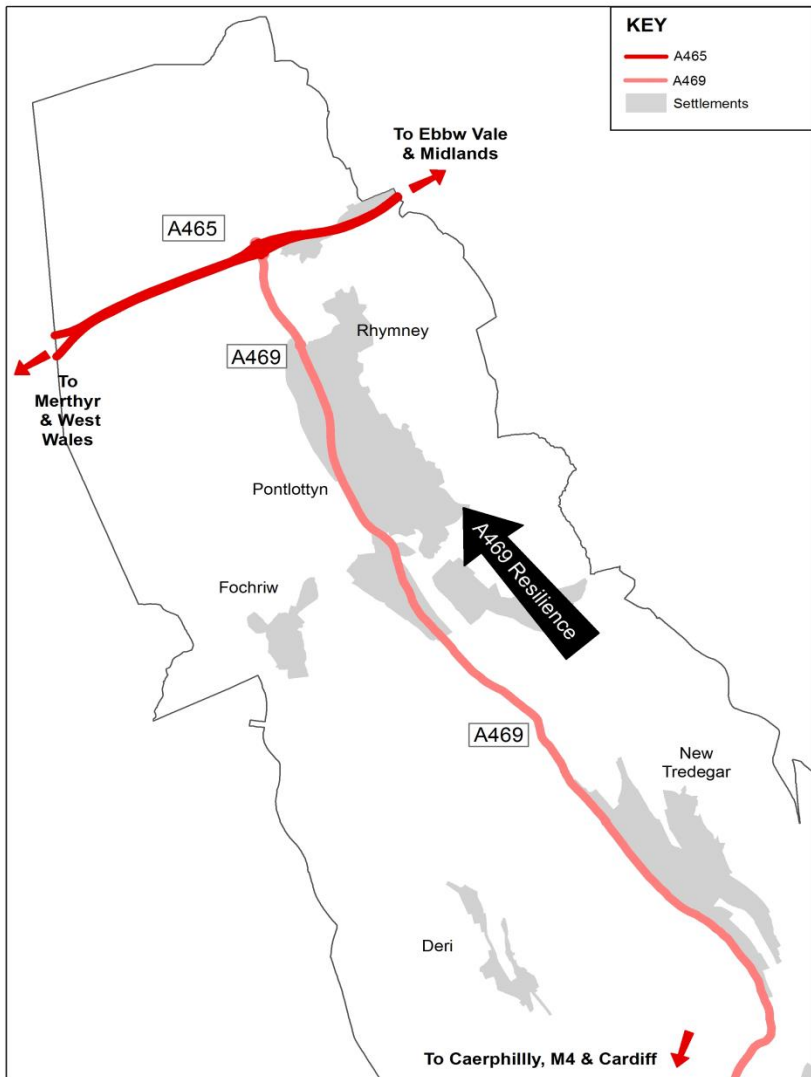 KEY
A465
A469
Settlements
To Ebbw Vale
& Midlands
A465
Rhymney
A469
To
Merthyr
& West
Wales
Pontlottyn
A469 Resilience
Fochriw
A469
New
Tredegar
Deri
To Caerphillly, M4 & Cardiff